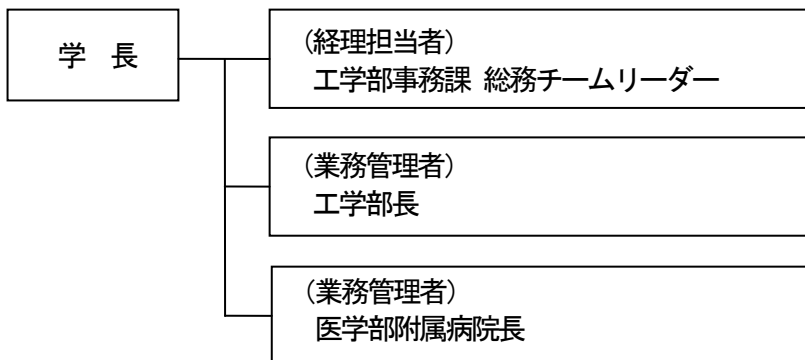 学 長
（経理担当者）
工学部事務課 総務チームリーダー
（業務管理者）
工学部長
（業務管理者）
医学部附属病院長